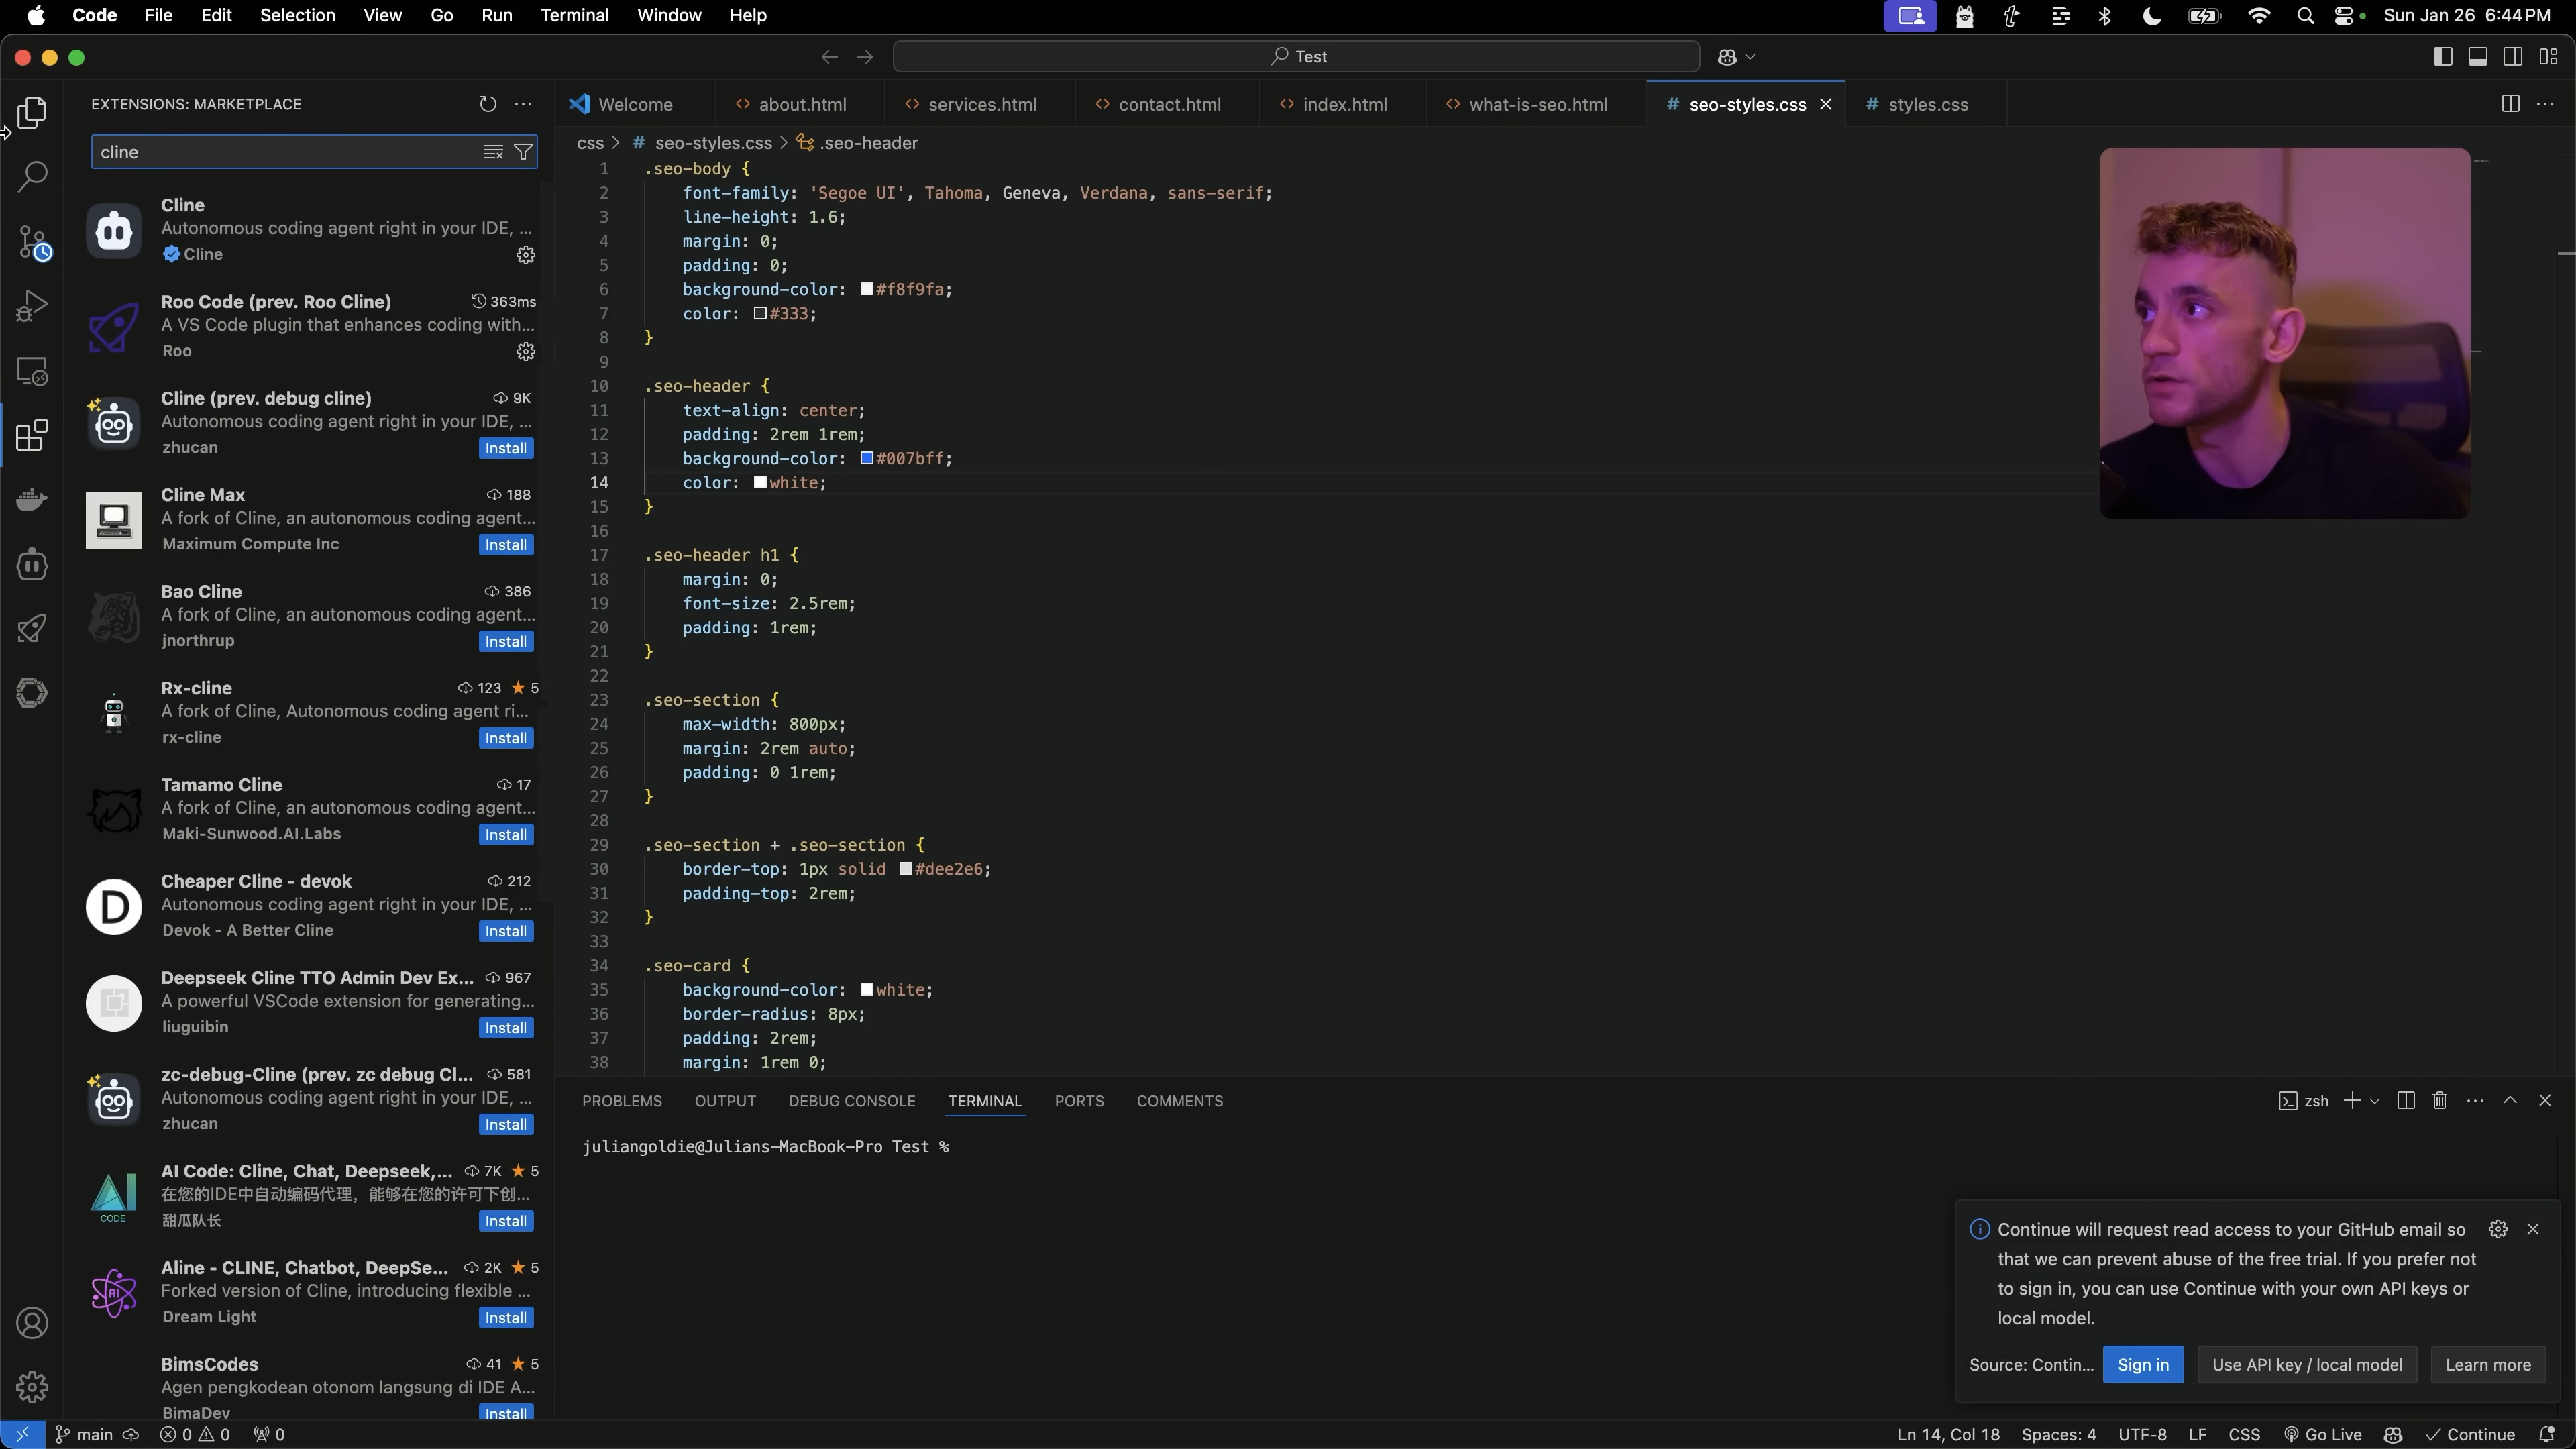 Code File Edit Selection View Go Run Terminal Window Help
Sun Jan 26 6:44 PM
Test
EXTENSIONS: MARKETPLACE
cline
Cline
Autonomous coding agent right in your IDE, ...
Cline
Roo Code (prev. Roo Cline) 363ms
A VS Code plugin that enhances coding with...
Roo
Cline (prev. debug cline) 9K
Autonomous coding agent right in your IDE, ...
zhucan Install
Cline Max 188
A fork of Cline, an autonomous coding agent...
Maximum Compute Inc Install
Bao Cline 386
A fork of Cline, an autonomous coding agent...
jnorthrup Install
Rx-cline 123 ★ 5
A fork of Cline, Autonomous coding agent ri...
rx-cline Install
Tamamo Cline 17
A fork of Cline, an autonomous coding agent...
Maki-Sunwood.AI.Labs Install
Cheaper Cline - devok 212
Autonomous coding agent right in your IDE, ...
Devok - A Better Cline Install
D
Deepseek Cline TTO Admin Dev Ex... 967
A powerful VSCode extension for generating...
liuguibin Install
zc-debug-Cline (prev. zc debug Cl... 581
Autonomous coding agent right in your IDE, ...
zhucan Install
AI Code: Cline, Chat, Deepseek,... 7K ★ 5
在您的IDE中自动编码代理，能够在您的许可下创...
甜瓜队长 Install
AI
CODE
Aline - CLINE, Chatbot, DeepSe... 2K ★ 5
Forked version of Cline, introducing flexible ...
Dream Light Install
AI
BimsCodes 41 ★ 5
Agen pengkodean otonom langsung di IDE A...
BimaDev Install
Welcome <> about.html <> services.html <> contact.html <> index.html <> what-is-seo.html # seo-styles.css # styles.css
css > # seo-styles.css > .seo-header
1 .seo-body {
2 font-family: 'Segoe UI', Tahoma, Geneva, Verdana, sans-serif;
3 line-height: 1.6;
4 margin: 0;
5 padding: 0;
6 background-color: #f8f9fa;
7 color: #333;
8 }
9
10 .seo-header {
11 text-align: center;
12 padding: 2rem 1rem;
13 background-color: #007bff;
14 color: white;
15 }
16
17 .seo-header h1 {
18 margin: 0;
19 font-size: 2.5rem;
20 padding: 1rem;
21 }
22
23 .seo-section {
24 max-width: 800px;
25 margin: 2rem auto;
26 padding: 0 1rem;
27 }
28
29 .seo-section + .seo-section {
30 border-top: 1px solid #dee2e6;
31 padding-top: 2rem;
32 }
33
34 .seo-card {
35 background-color: white;
36 border-radius: 8px;
37 padding: 2rem;
38 margin: 1rem 0;
PROBLEMS OUTPUT DEBUG CONSOLE TERMINAL PORTS COMMENTS
zsh
juliangoldie@Julians-MacBook-Pro Test %
Continue will request read access to your GitHub email so
that we can prevent abuse of the free trial. If you prefer not
to sign in, you can use Continue with your own API keys or
local model.
Source: Contin... Sign in Use API key / local model Learn more
main 0 0 0
Ln 14, Col 18 Spaces: 4 UTF-8 LF CSS Go Live Continue